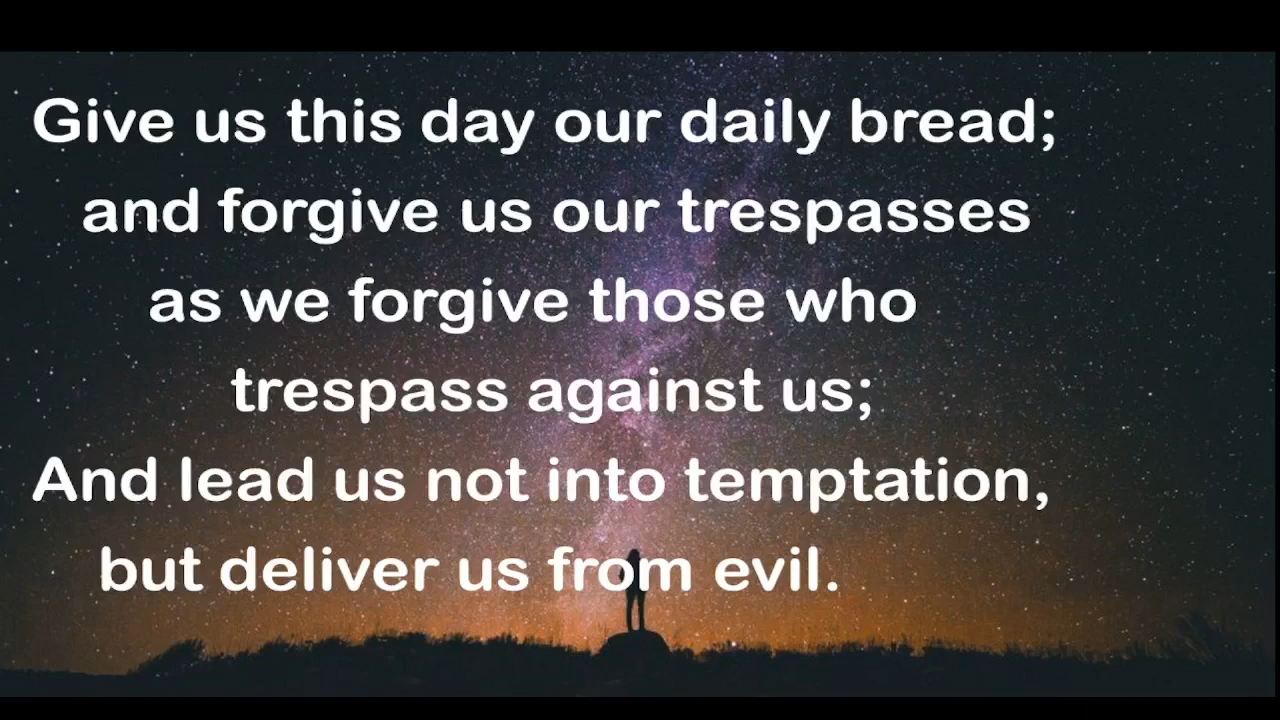 Give us this day our daily bread;
and forgive us our trespasses
as we forgive those who
trespass against us;
And lead us not into temptation,
but deliver us from evil.